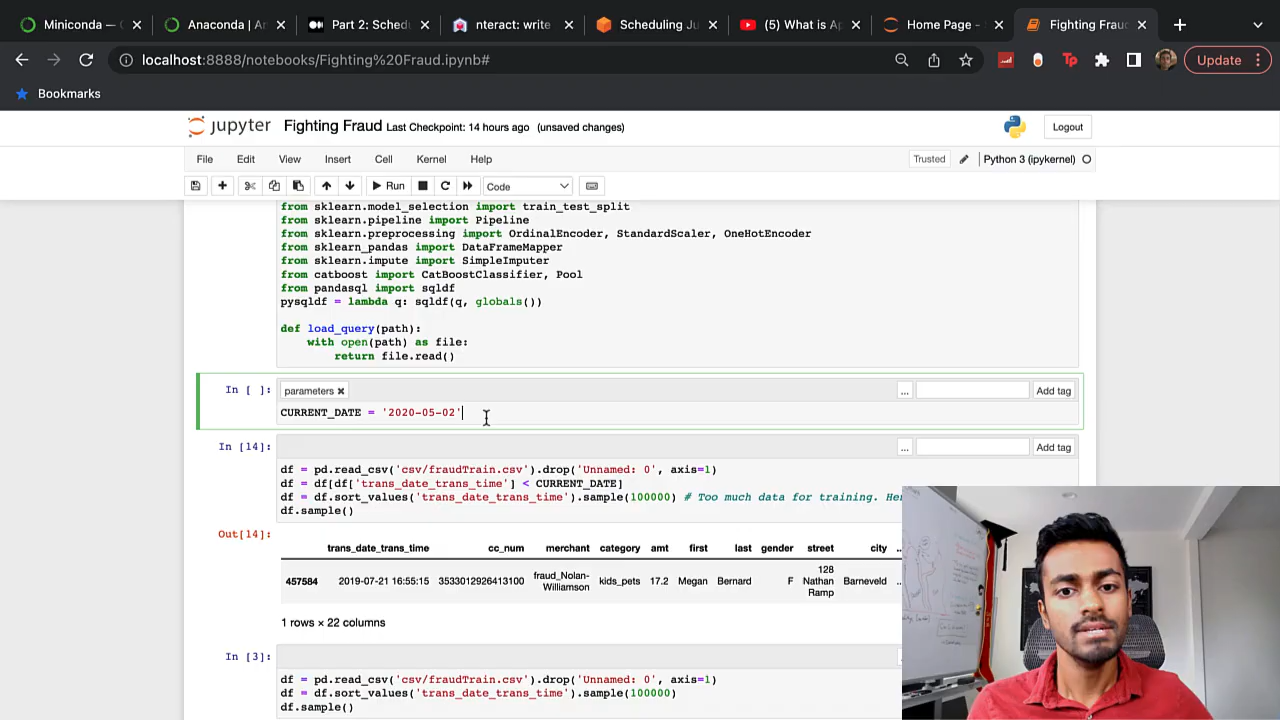 Miniconda —
Anaconda | A
Part 2: Sched
nteract: write
Scheduling Ju
(5) What is Ap
Home Page -
Fighting Fraud
localhost:8888/notebooks/Fighting%20Fraud.ipynb#
Tp
Update
Bookmarks
jupyter Fighting Fraud Last Checkpoint: 14 hours ago (unsaved changes)
Logout
File Edit View Insert Cell Kernel Help
Trusted Python 3 (ipykernel)
Run Code
from sklearn.model_selection import train_test_split
from sklearn.pipeline import Pipeline
from sklearn.preprocessing import OrdinalEncoder, StandardScaler, OneHotEncoder
from sklearn_pandas import DataFrameMapper
from sklearn.impute import SimpleImputer
from catboost import CatBoostClassifier, Pool
from pandasql import sqldf
pysqldf = lambda q: sqldf(q, globals())
def load_query(path):
with open(path) as file:
return file.read()
In [ ]: parameters ... Add tag
CURRENT_DATE = '2020-05-02'
In [14]: ... Add tag
df = pd.read_csv('csv/fraudTrain.csv').drop('Unnamed: 0', axis=1)
df = df[df['trans_date_trans_time'] < CURRENT_DATE]
df = df.sort_values('trans_date_trans_time').sample(100000) # Too much data for training. He
df.sample()
Out[14]:
trans_date_trans_time cc_num merchant category amt first last gender street city ..
457584 2019-07-21 16:55:15 3533012926413100 fraud_Nolan-Williamson kids_pets 17.2 Megan Bernard F 128 Nathan Ramp Barneveld ..
1 rows × 22 columns
In [3]:
df = pd.read_csv('csv/fraudTrain.csv').drop('Unnamed: 0', axis=1)
df = df.sort_values('trans_date_trans_time').sample(100000)
df.sample()